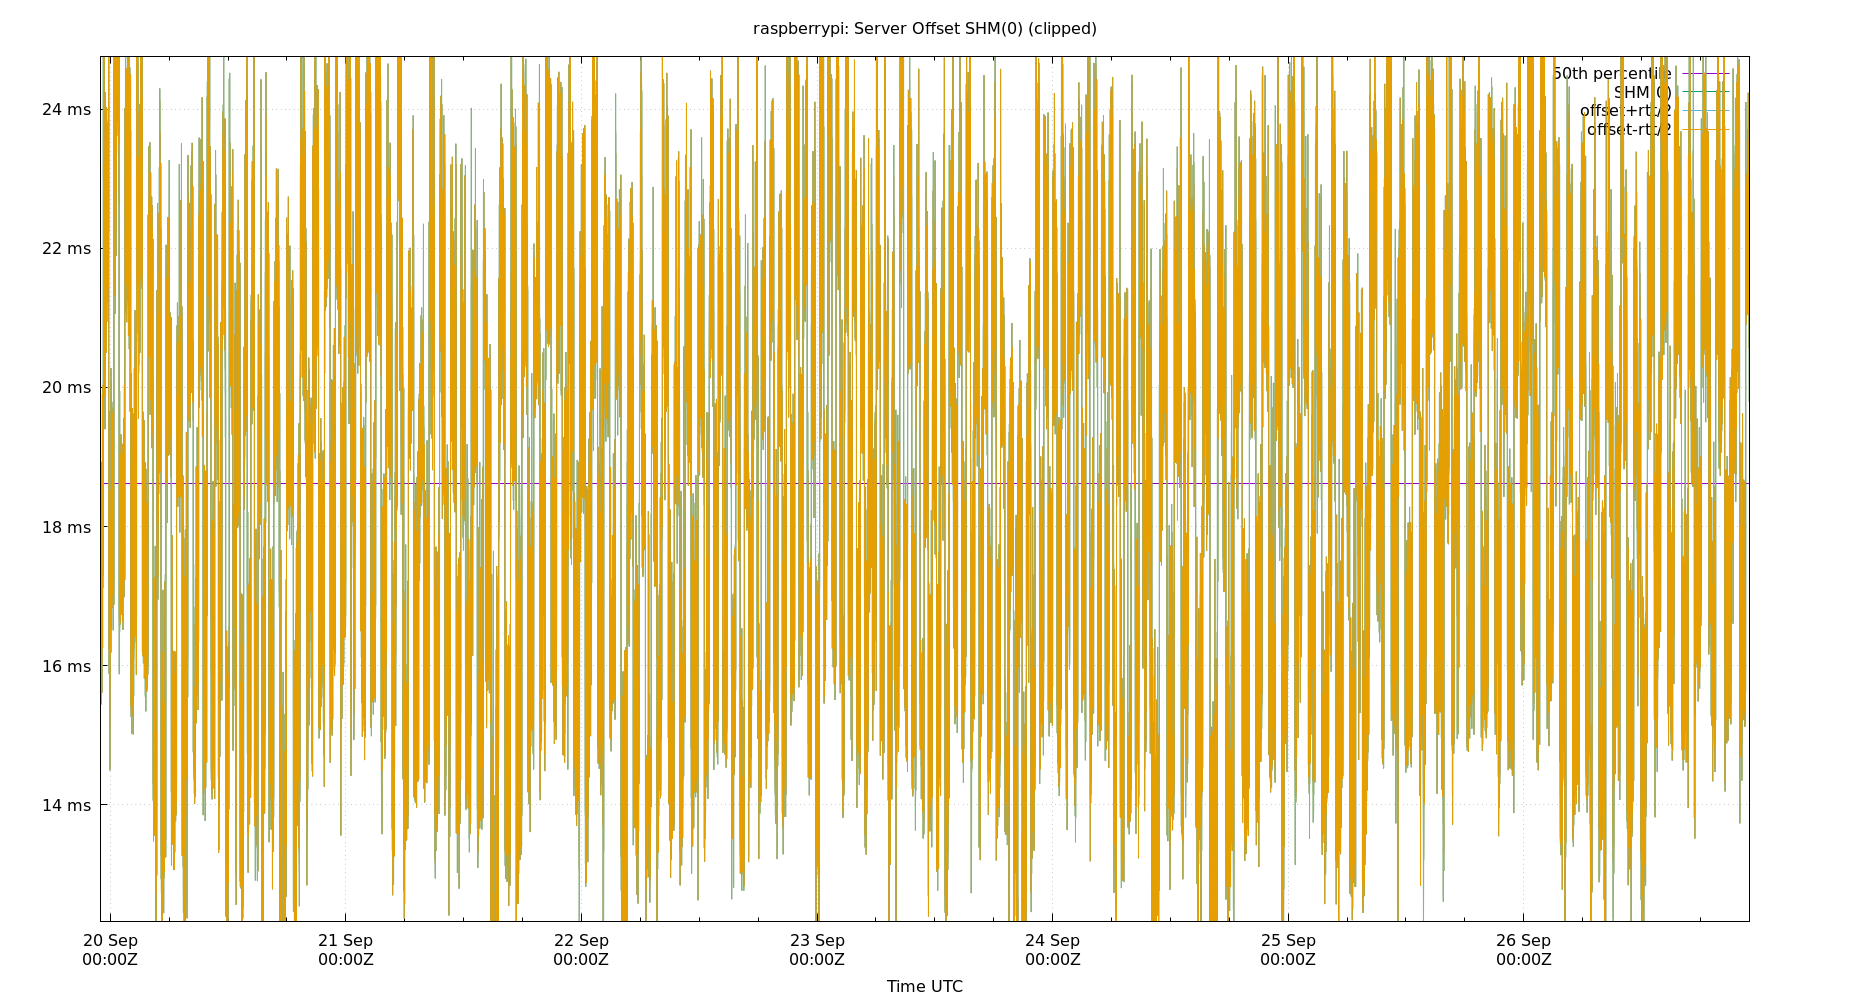 raspberrypi: Server Offset SHM(0) (clipped)
50th percentile
SHM(0)
offset+rtt/2
offset-rtt/2
24 ms
22 ms
20 ms
18 ms
16 ms
14 ms
20 Sep 21 Sep 22 Sep 23 Sep 24 Sep 25 Sep 26 Sep
00:00Z 00:00Z 00:00Z 00:00Z 00:00Z 00:00Z 00:00Z
Time UTC